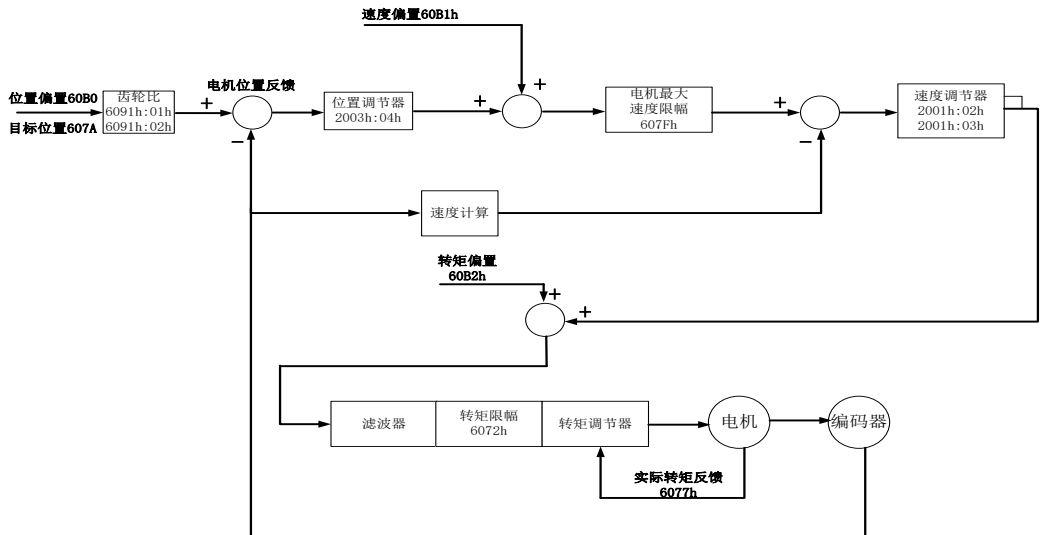 速度偏置60B1h
+
位置偏置60B0
目标位置607A
齿轮比
6091h:01h
6091h:02h
+
电机位置反馈
−
位置调节器
2003h:04h
+
电机最大
速度限幅
607Fh
+
−
速度调节器
2001h:02h
2001h:03h
速度计算
转矩偏置
60B2h
+
+
滤波器
转矩限幅
6072h
转矩调节器
电机
编码器
实际转矩反馈
6077h